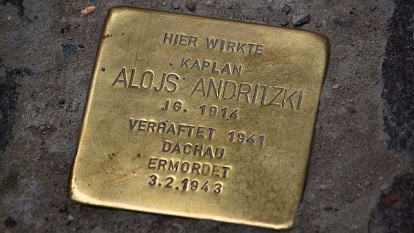 HIER WIRKTE
KAPLAN
ALOJS ANDRITZKI
JG. 1914
VERHAFTET 1941
DACHAU
ERMORDET
3.2.1943